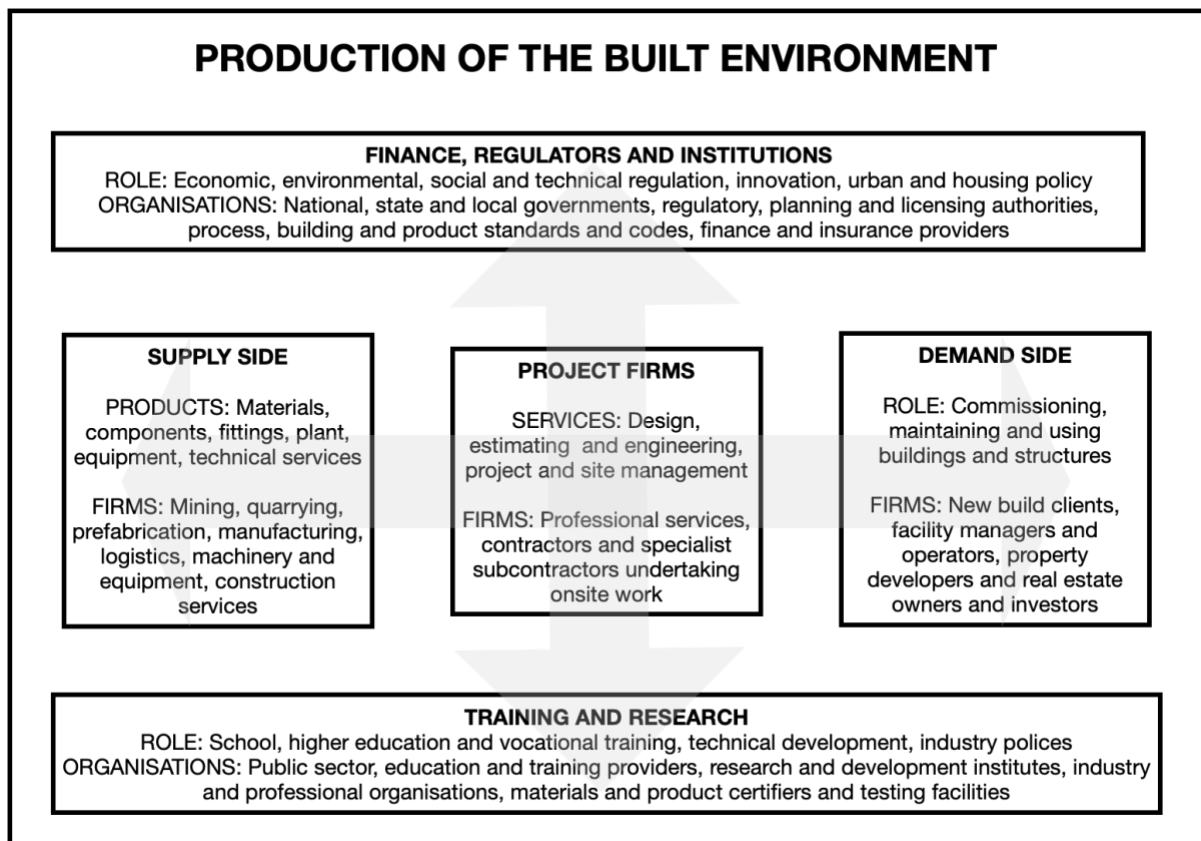 PRODUCTION OF THE BUILT ENVIRONMENT
FINANCE, REGULATORS AND INSTITUTIONS
ROLE: Economic, environmental, social and technical regulation, innovation, urban and housing policy
ORGANISATIONS: National, state and local governments, regulatory, planning and licensing authorities,
process, building and product standards and codes, finance and insurance providers
SUPPLY SIDE
PRODUCTS: Materials,
components, fittings, plant,
equipment, technical services
FIRMS: Mining, quarrying,
prefabrication, manufacturing,
logistics, machinery and
equipment, construction
services
PROJECT FIRMS
SERVICES: Design,
estimating and engineering,
project and site management
FIRMS: Professional services,
contractors and specialist
subcontractors undertaking
onsite work
DEMAND SIDE
ROLE: Commissioning,
maintaining and using
buildings and structures
FIRMS: New build clients,
facility managers and
operators, property
developers and real estate
owners and investors
TRAINING AND RESEARCH
ROLE: School, higher education and vocational training, technical development, industry polices
ORGANISATIONS: Public sector, education and training providers, research and development institutes, industry
and professional organisations, materials and product certifiers and testing facilities